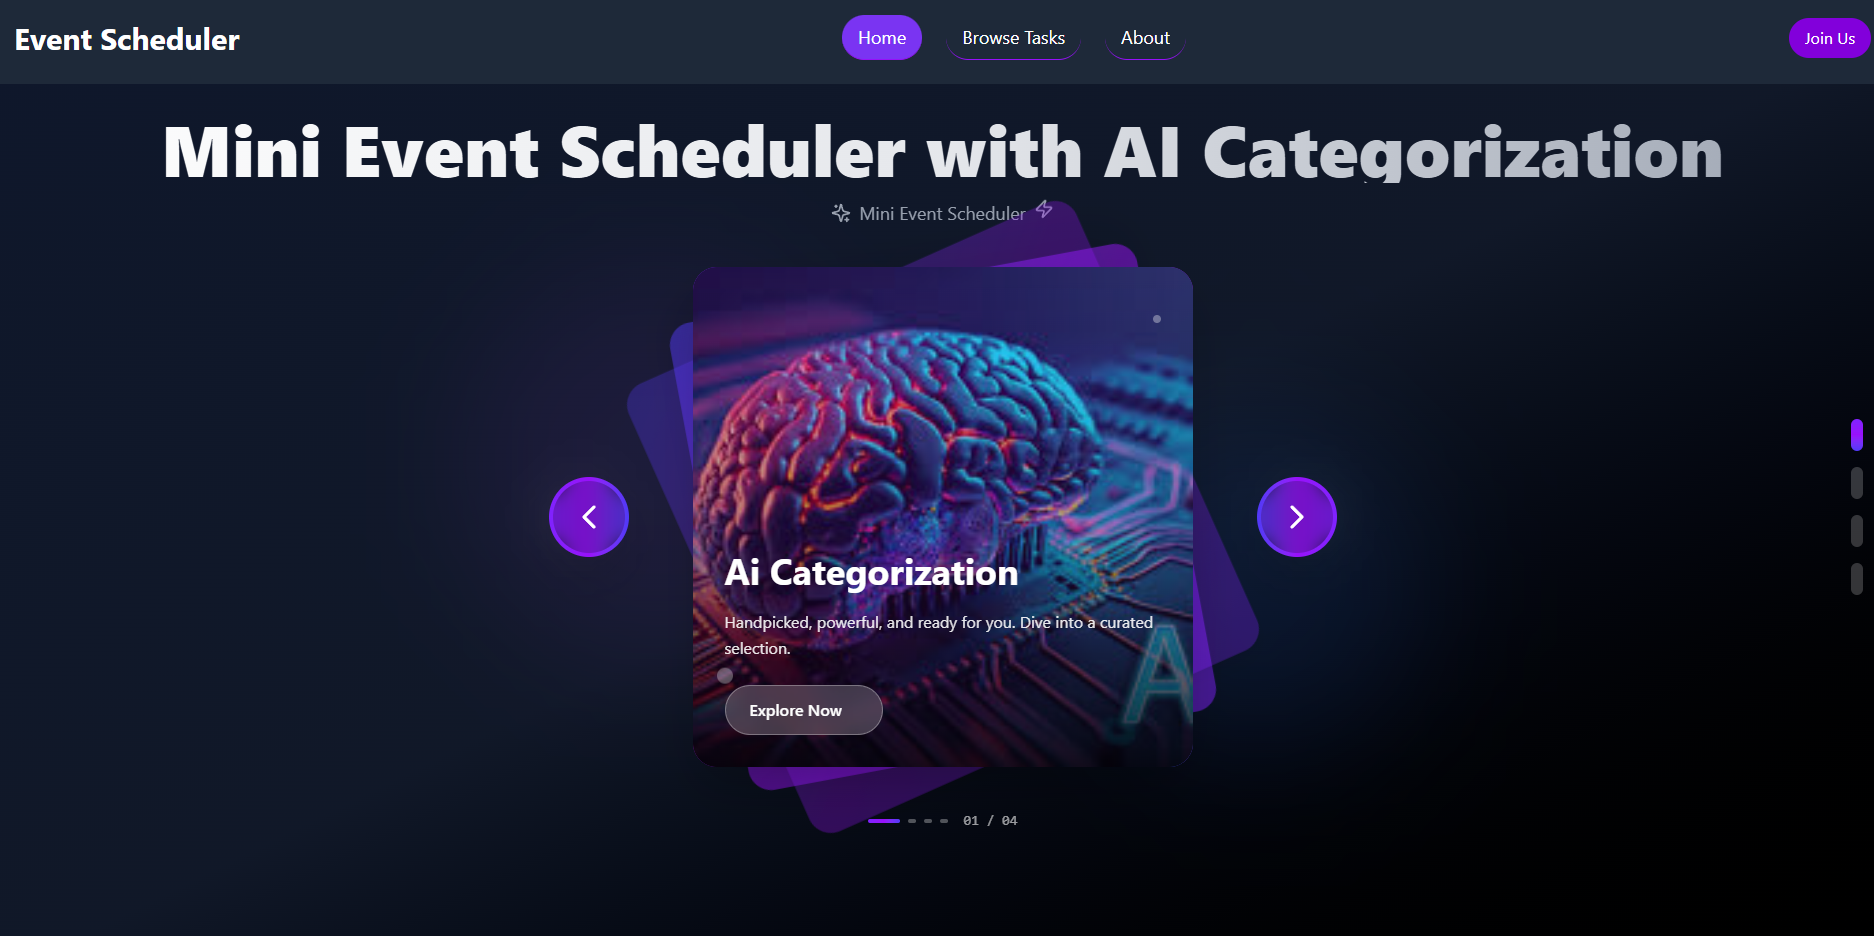 Event Scheduler
Home
Browse Tasks
About
Join Us
Mini Event Scheduler with AI Categorization
Mini Event Scheduler
Ai Categorization
Handpicked, powerful, and ready for you. Dive into a curated
selection.
A
Explore Now
01 / 04